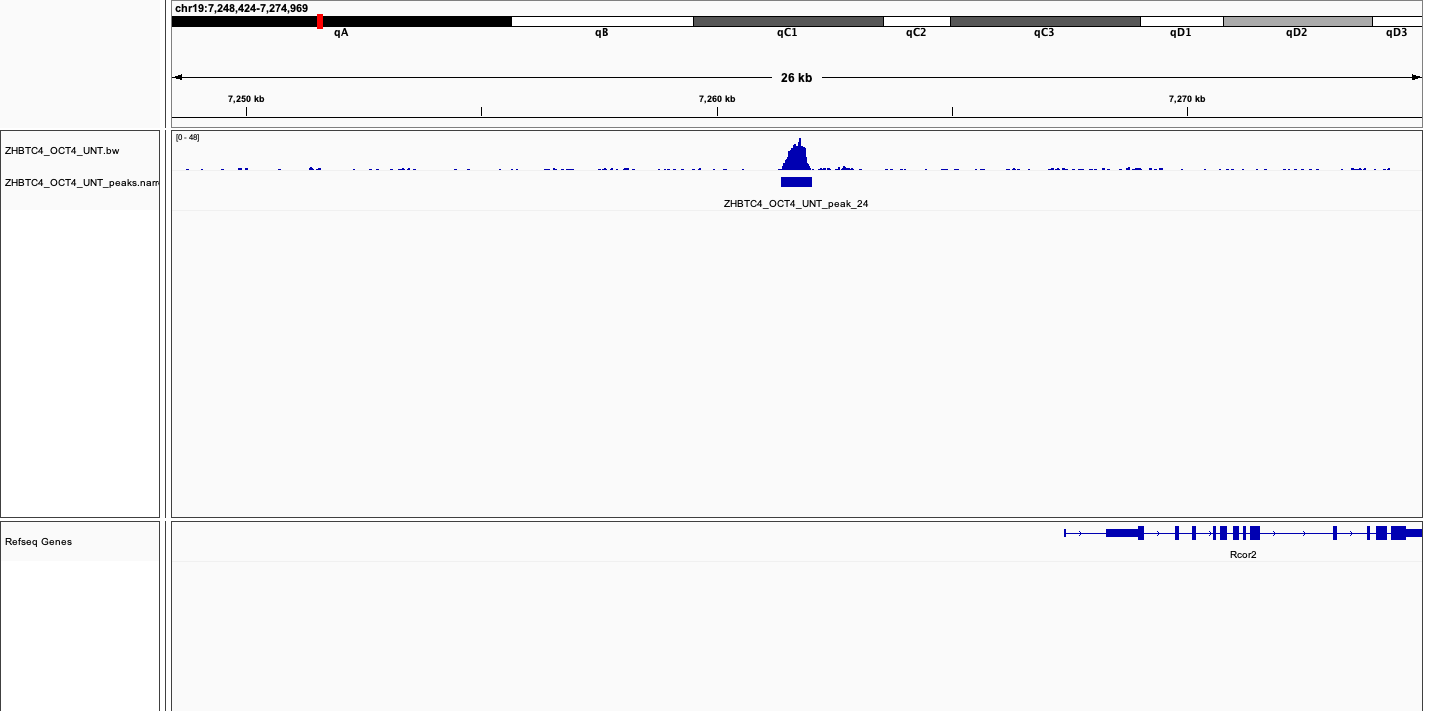 chr19:7,248,424-7,274,969
qA qB qC1 qC2 qC3 qD1 qD2 qD3
26 kb
7,250 kb 7,260 kb 7,270 kb
[0 - 48]
ZHBTC4_OCT4_UNT.bw
ZHBTC4_OCT4_UNT_peaks.narr
ZHBTC4_OCT4_UNT_peak_24
Refseq Genes
Rcor2